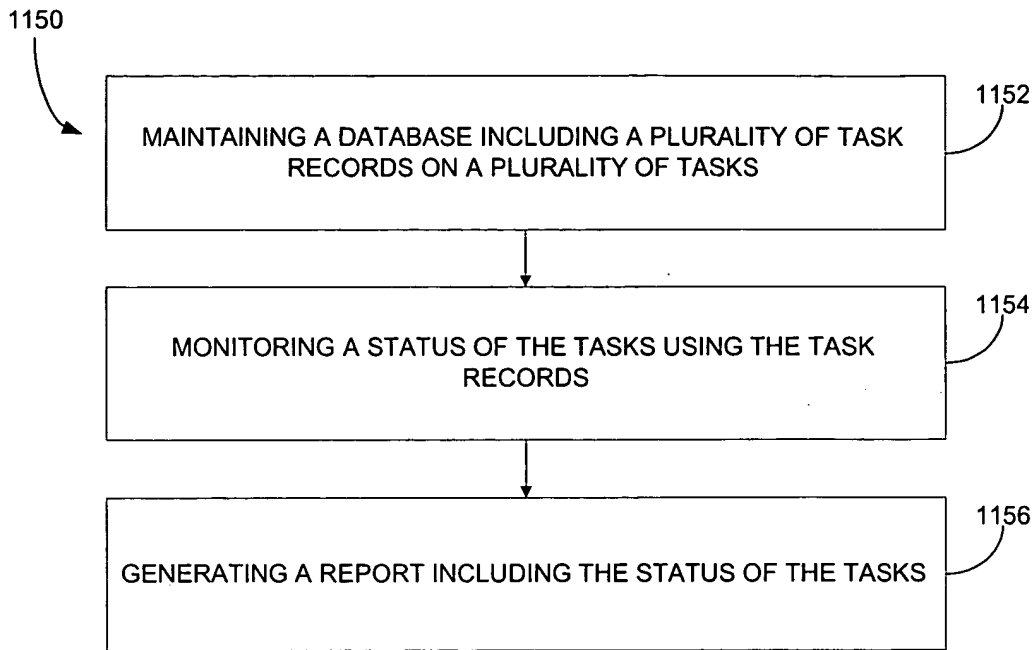 1150
1152
MAINTAINING A DATABASE INCLUDING A PLURALITY OF TASK
RECORDS ON A PLURALITY OF TASKS
1154
MONITORING A STATUS OF THE TASKS USING THE TASK
RECORDS
1156
GENERATING A REPORT INCLUDING THE STATUS OF THE TASKS